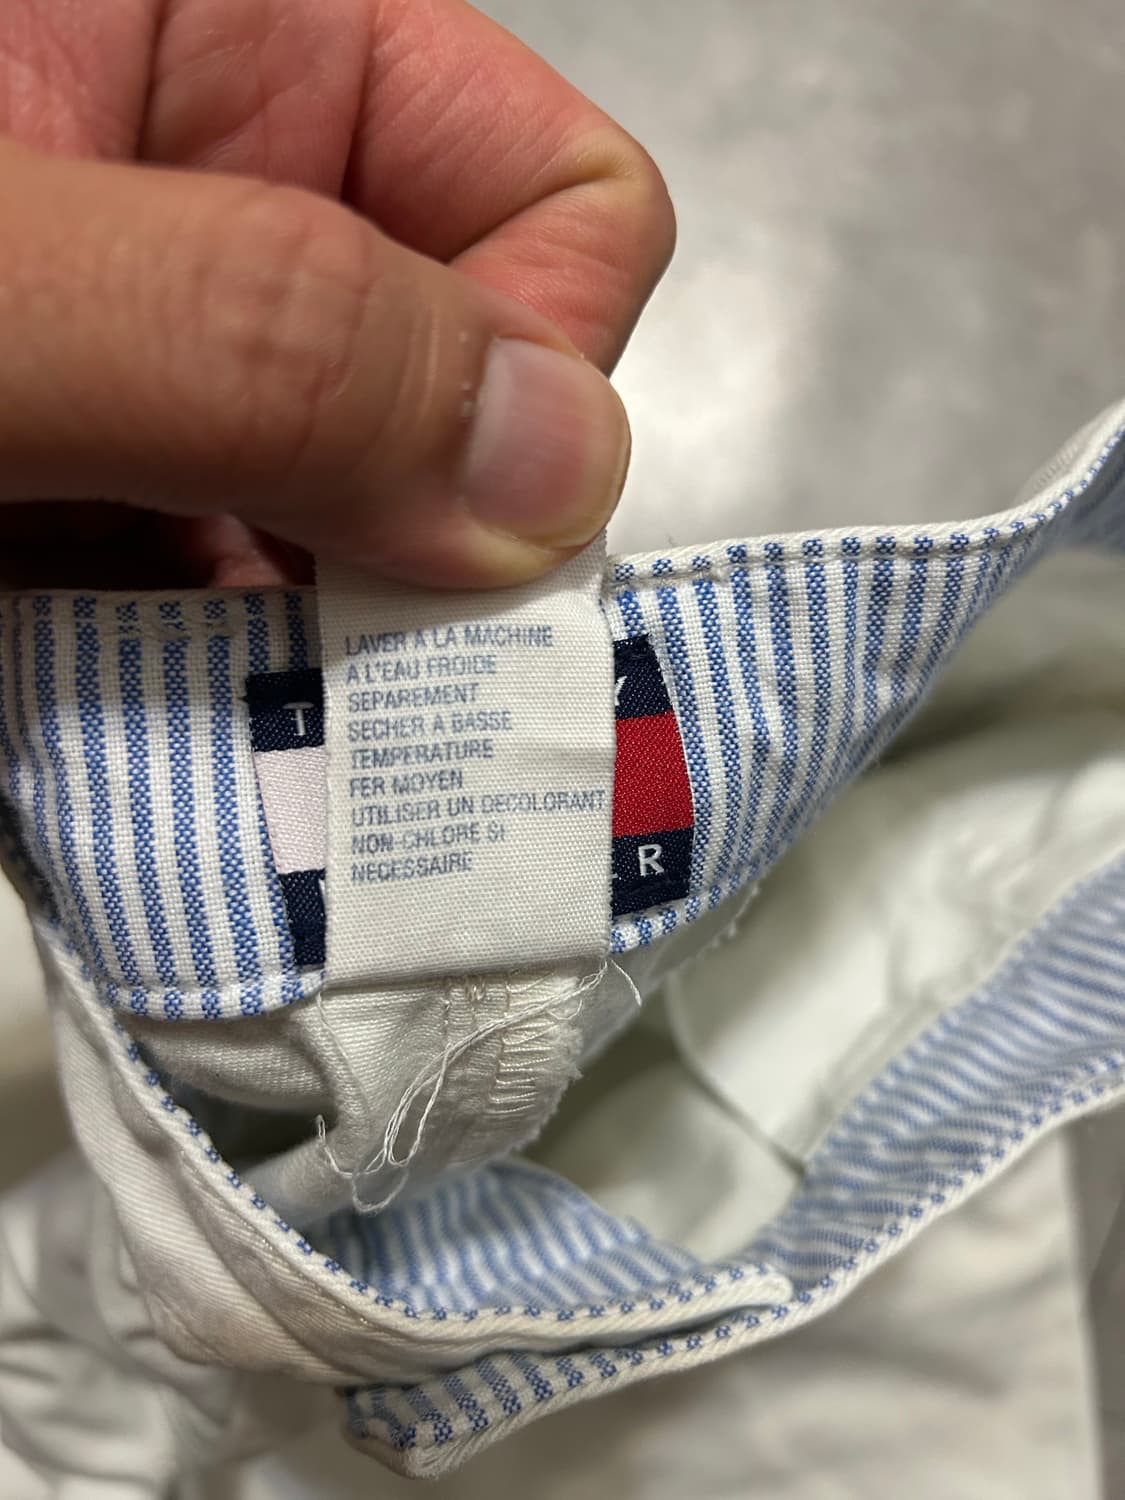 LAVER A LA MACHINE
A L'EAU FROIDE
SEPAREMENT
SECHER A BASSE
TEMPERATURE
FER MOYEN
UTILISER UN DECOLORANT
NON-CHLORE SI
NECESSAIRE
T Y
R